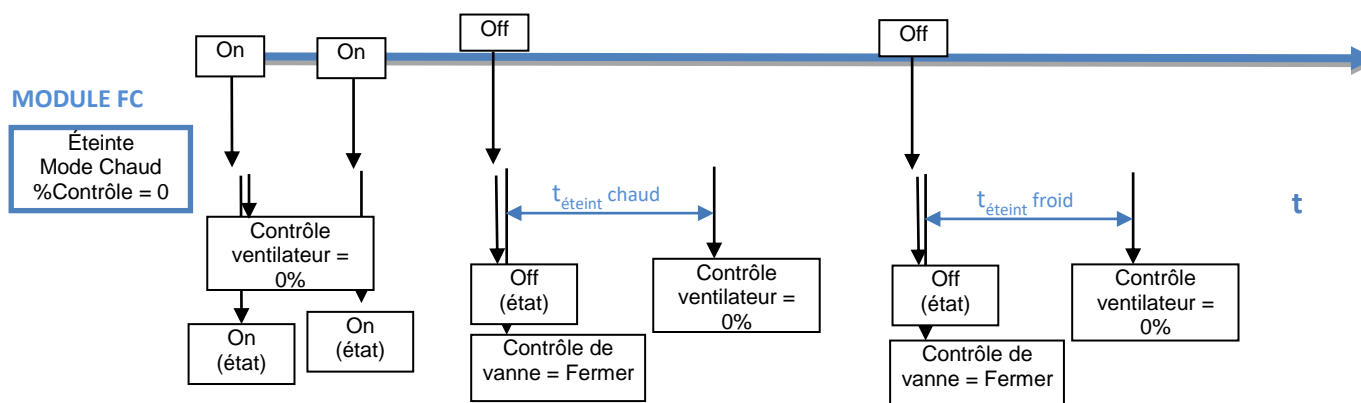 On
On
Off
Off
MODULE FC
Éteinte
Mode Chaud
%Contrôle = 0
t éteint chaud
t éteint froid
t
Contrôle
ventilateur =
0%
On
(état)
On
(état)
Off
(état)
Contrôle de
vanne = Fermer
Contrôle
ventilateur =
0%
Off
(état)
Contrôle de
vanne = Fermer
Contrôle
ventilateur =
0%